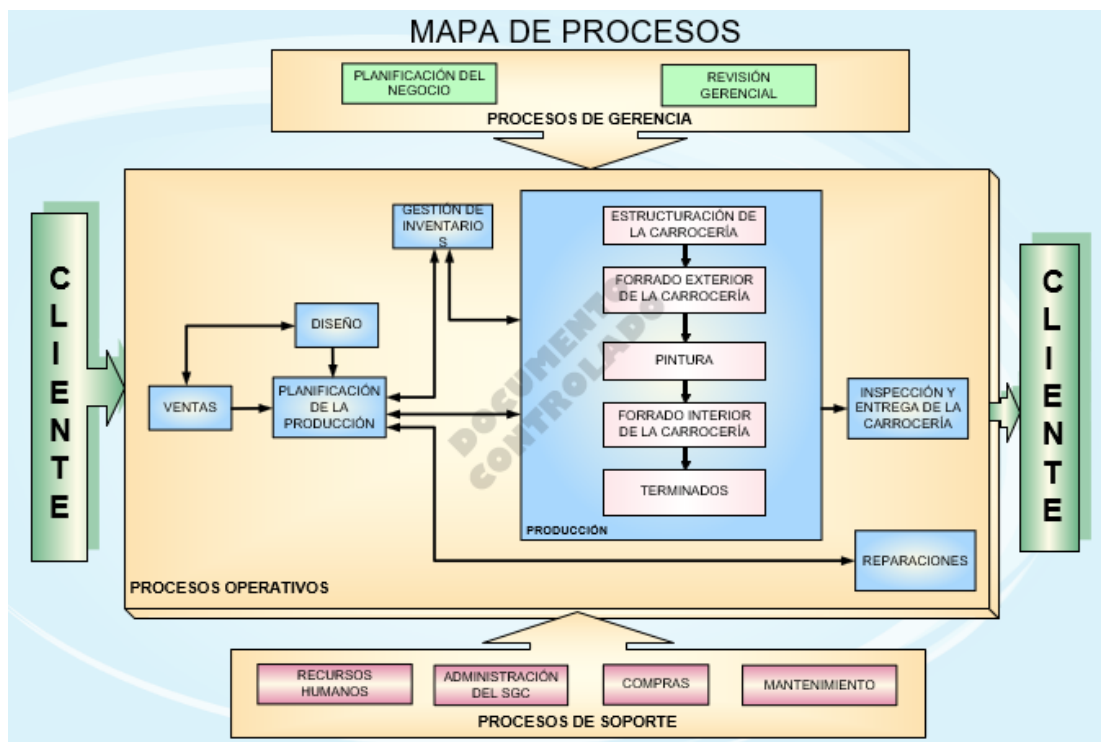 MAPA DE PROCESOS
PLANIFICACIÓN DEL
NEGOCIO
REVISIÓN
GERENCIAL
PROCESOS DE GERENCIA
CLIENTE
GESTIÓN DE
INVENTARIO
S
DISEÑO
VENTAS
PLANIFICACIÓN
DE LA
PRODUCCIÓN
ESTRUCTURACIÓN DE
LA CARROCERÍA
FORRADO EXTERIOR
DE LA CARROCERÍA
PINTURA
FORRADO INTERIOR
DE LA CARROCERÍA
TERMINADOS
PRODUCCIÓN
DOCUMENTO
CONTROLADO
INSPECCIÓN Y
ENTREGA DE LA
CARROCERÍA
REPARACIONES
CLIENTE
PROCESOS OPERATIVOS
RECURSOS
HUMANOS
ADMINISTRACIÓN
DEL SGC
COMPRAS
MANTENIMIENTO
PROCESOS DE SOPORTE